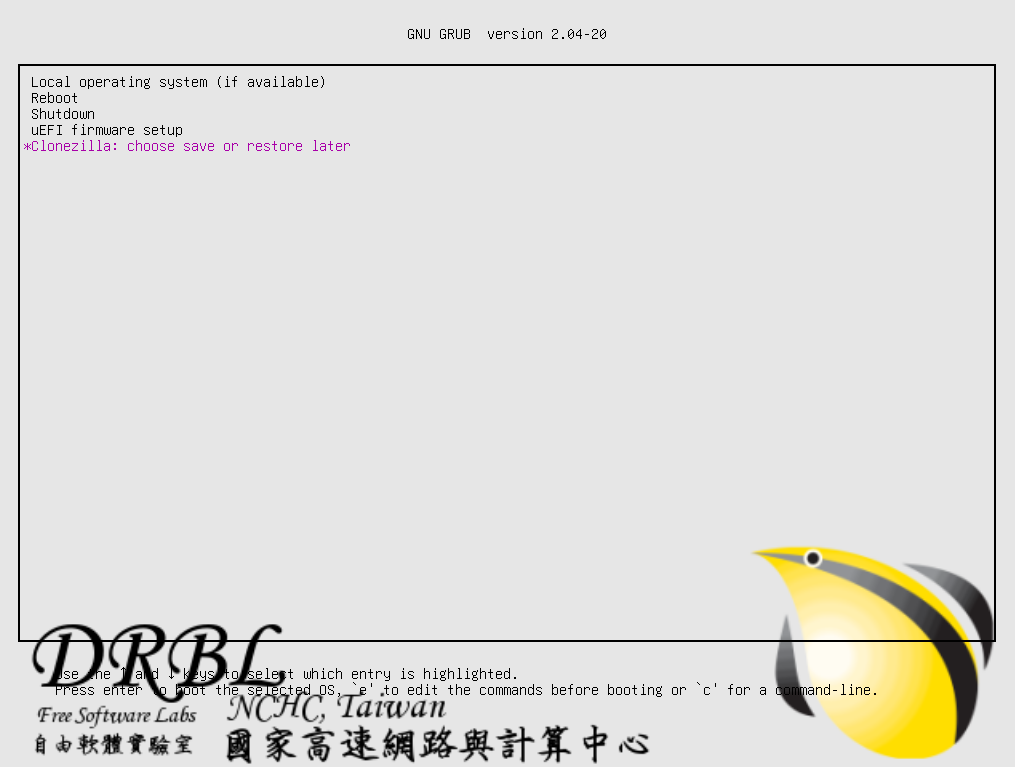 GNU GRUB  version 2.04-20
Local operating system (if available)
Reboot
Shutdown
uEFI firmware setup
*Clonezilla: choose save or restore later
DRBL
Use the ↑ and ↓ keys to select which entry is highlighted.
Press enter to boot the selected OS, `e' to edit the commands before booting or `c' for a command-line.
Free Software Labs
NCHC, Taiwan
自由軟體實驗室
國家高速網路與計算中心